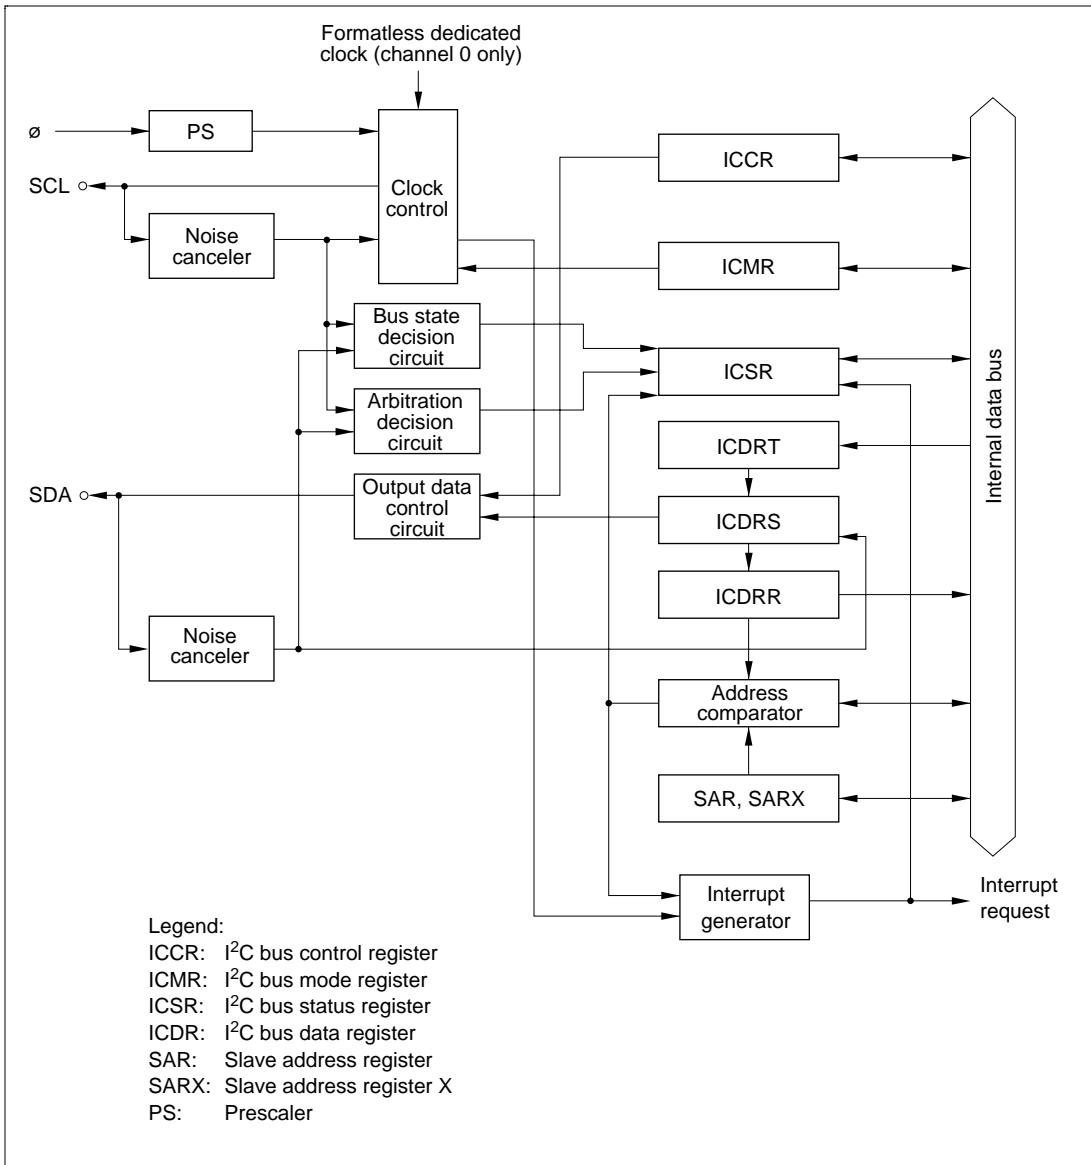 Formatless dedicated
clock (channel 0 only)
ø
PS
SCL
Clock
control
Noise
canceler
ICCR
ICMR
Bus state
decision
circuit
ICSR
Arbitration
decision
circuit
ICDRT
SDA
Output data
control
circuit
ICDRS
ICDRR
Noise
canceler
Address
comparator
SAR, SARX
Internal data bus
Interrupt
generator
Interrupt
request
Legend:
ICCR: I²C bus control register
ICMR: I²C bus mode register
ICSR: I²C bus status register
ICDR: I²C bus data register
SAR: Slave address register
SARX: Slave address register X
PS: Prescaler